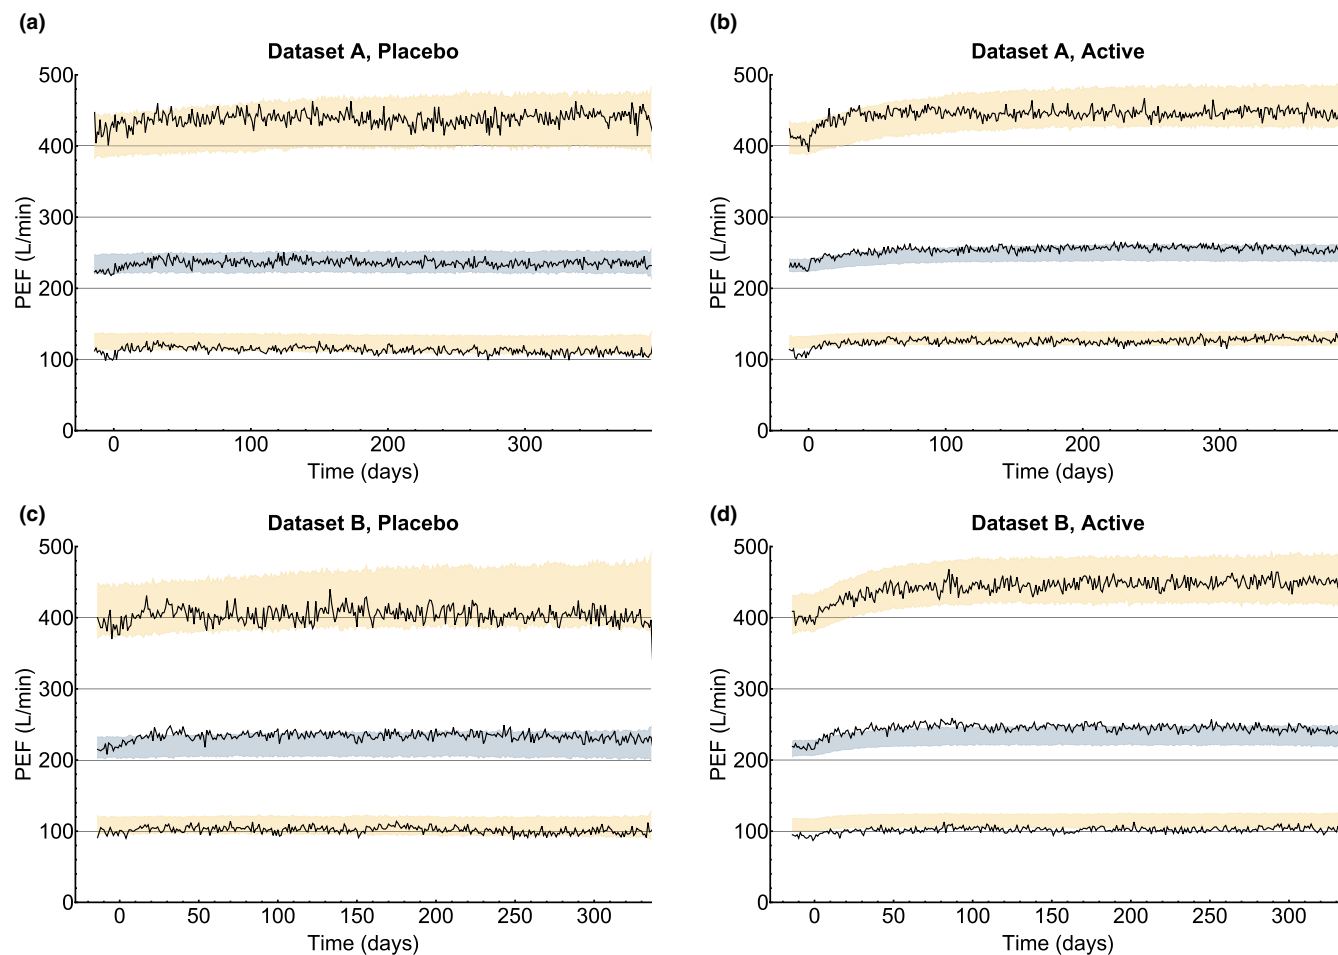 (a)
Dataset A, Placebo
500
400
300
200
100
0
PEF (L/min)
0 100 200 300
Time (days)
(b)
Dataset A, Active
500
400
300
200
100
0
PEF (L/min)
0 100 200 300
Time (days)
(c)
Dataset B, Placebo
500
400
300
200
100
0
PEF (L/min)
0 50 100 150 200 250 300
Time (days)
(d)
Dataset B, Active
500
400
300
200
100
0
PEF (L/min)
0 50 100 150 200 250 300
Time (days)